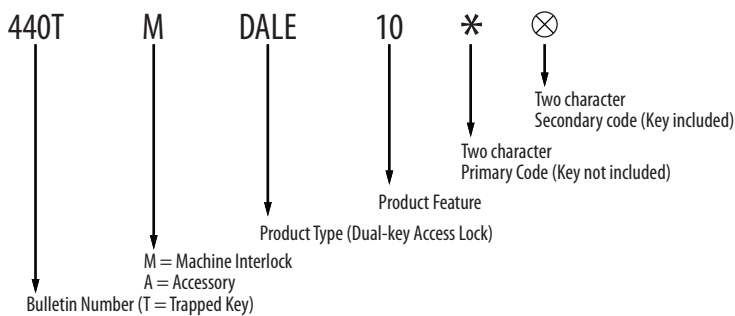 440T M DALE 10 * ⊗
Two character
Secondary code (Key included)
Two character
Primary Code (Key not included)
Product Feature
Product Type (Dual-key Access Lock)
M = Machine Interlock
A = Accessory
Bulletin Number (T = Trapped Key)